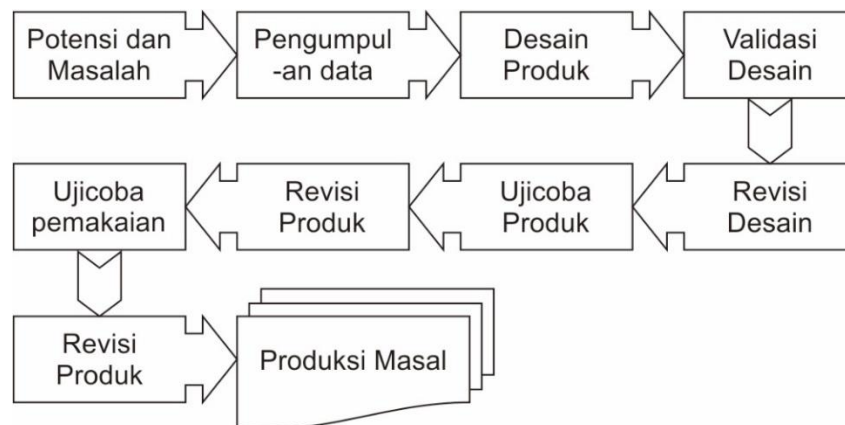 Potensi dan
Masalah
Pengumpul
-an data
Desain
Produk
Validasi
Desain
Revisi
Desain
Ujicoba
Produk
Revisi
Produk
Ujicoba
pemakaian
Revisi
Produk
Produksi Masal